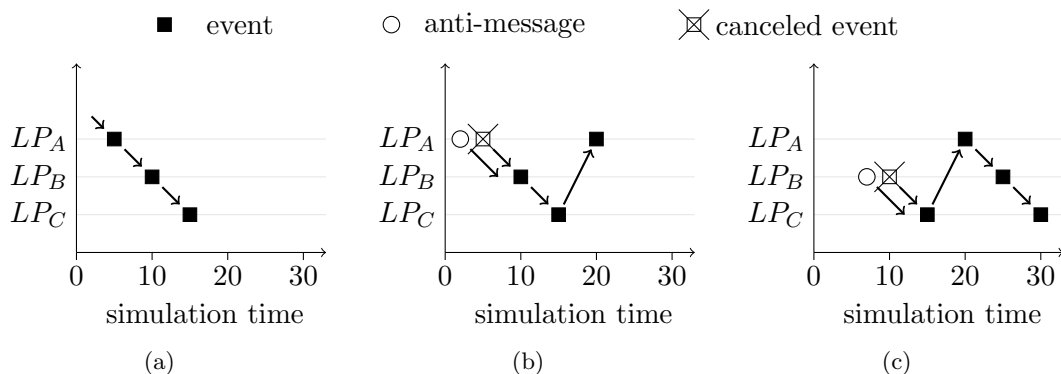 event anti-message canceled event
LP_A LP_A LP_A
LP_B LP_B LP_B
LP_C LP_C LP_C
0 10 20 30 0 10 20 30 0 10 20 30
simulation time simulation time simulation time
(a) (b) (c)